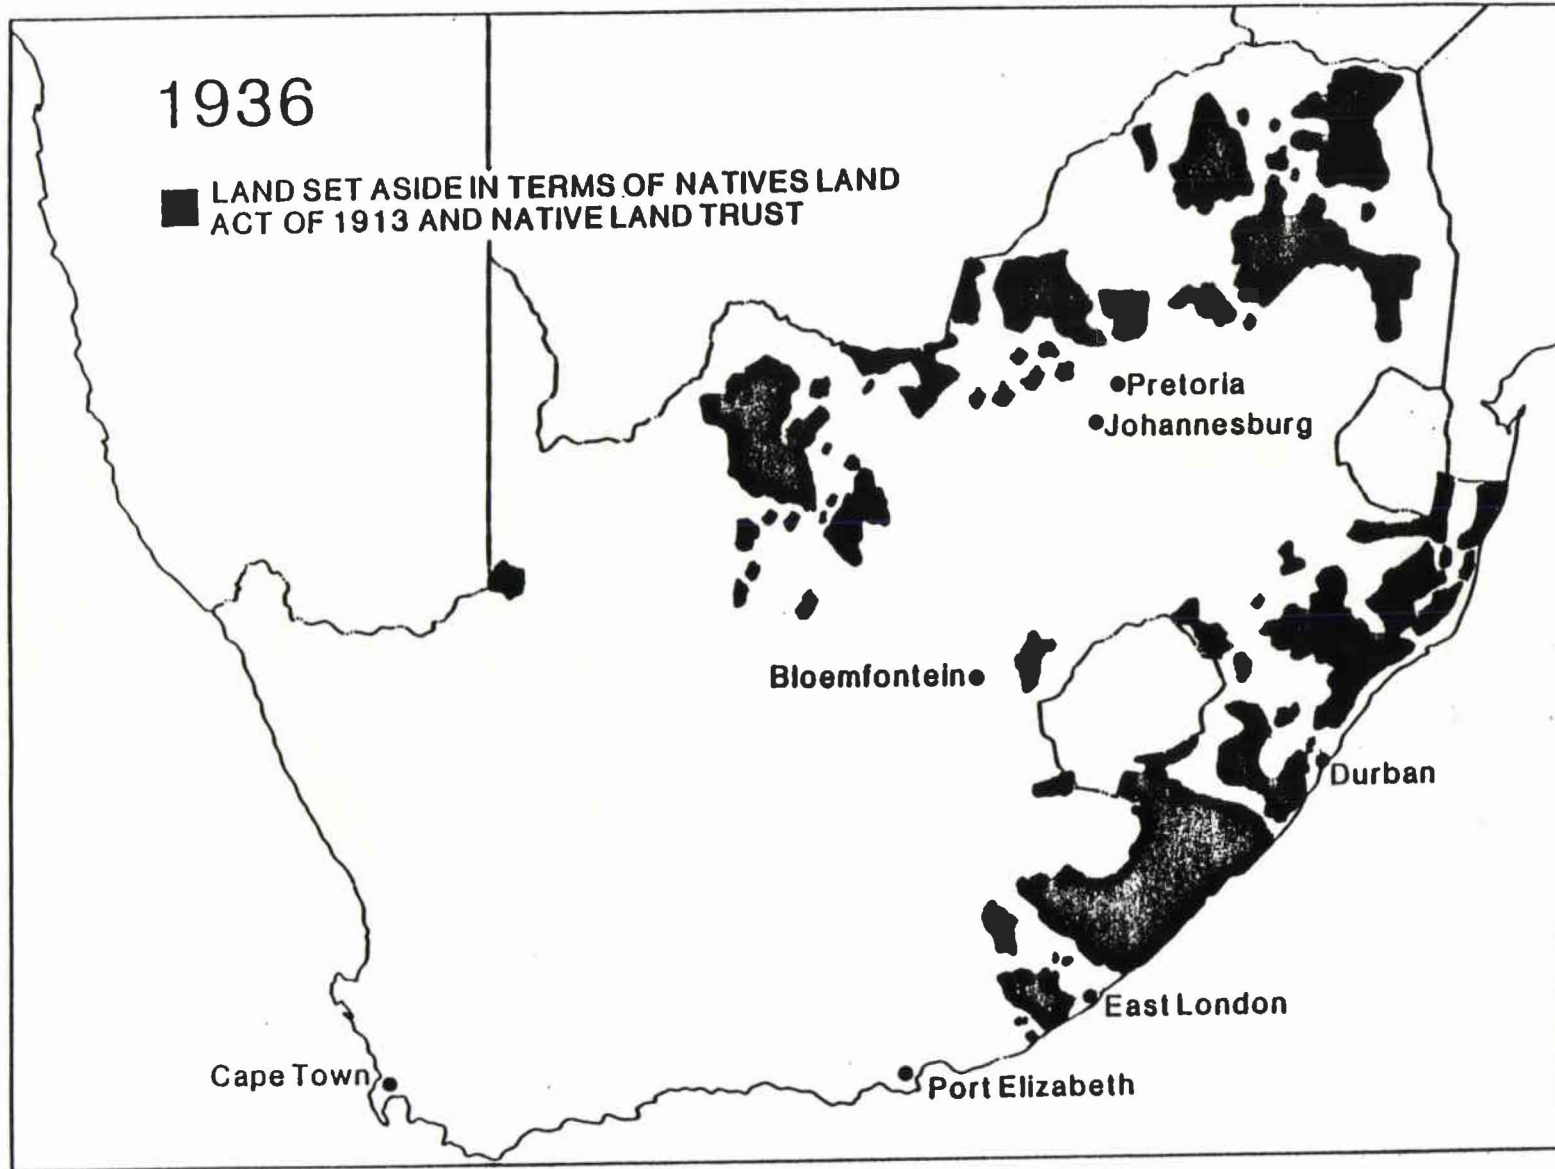 1936
LAND SET ASIDE IN TERMS OF NATIVES LAND
ACT OF 1913 AND NATIVE LAND TRUST
Pretoria
Johannesburg
Bloemfontein
Durban
East London
Cape Town
Port Elizabeth